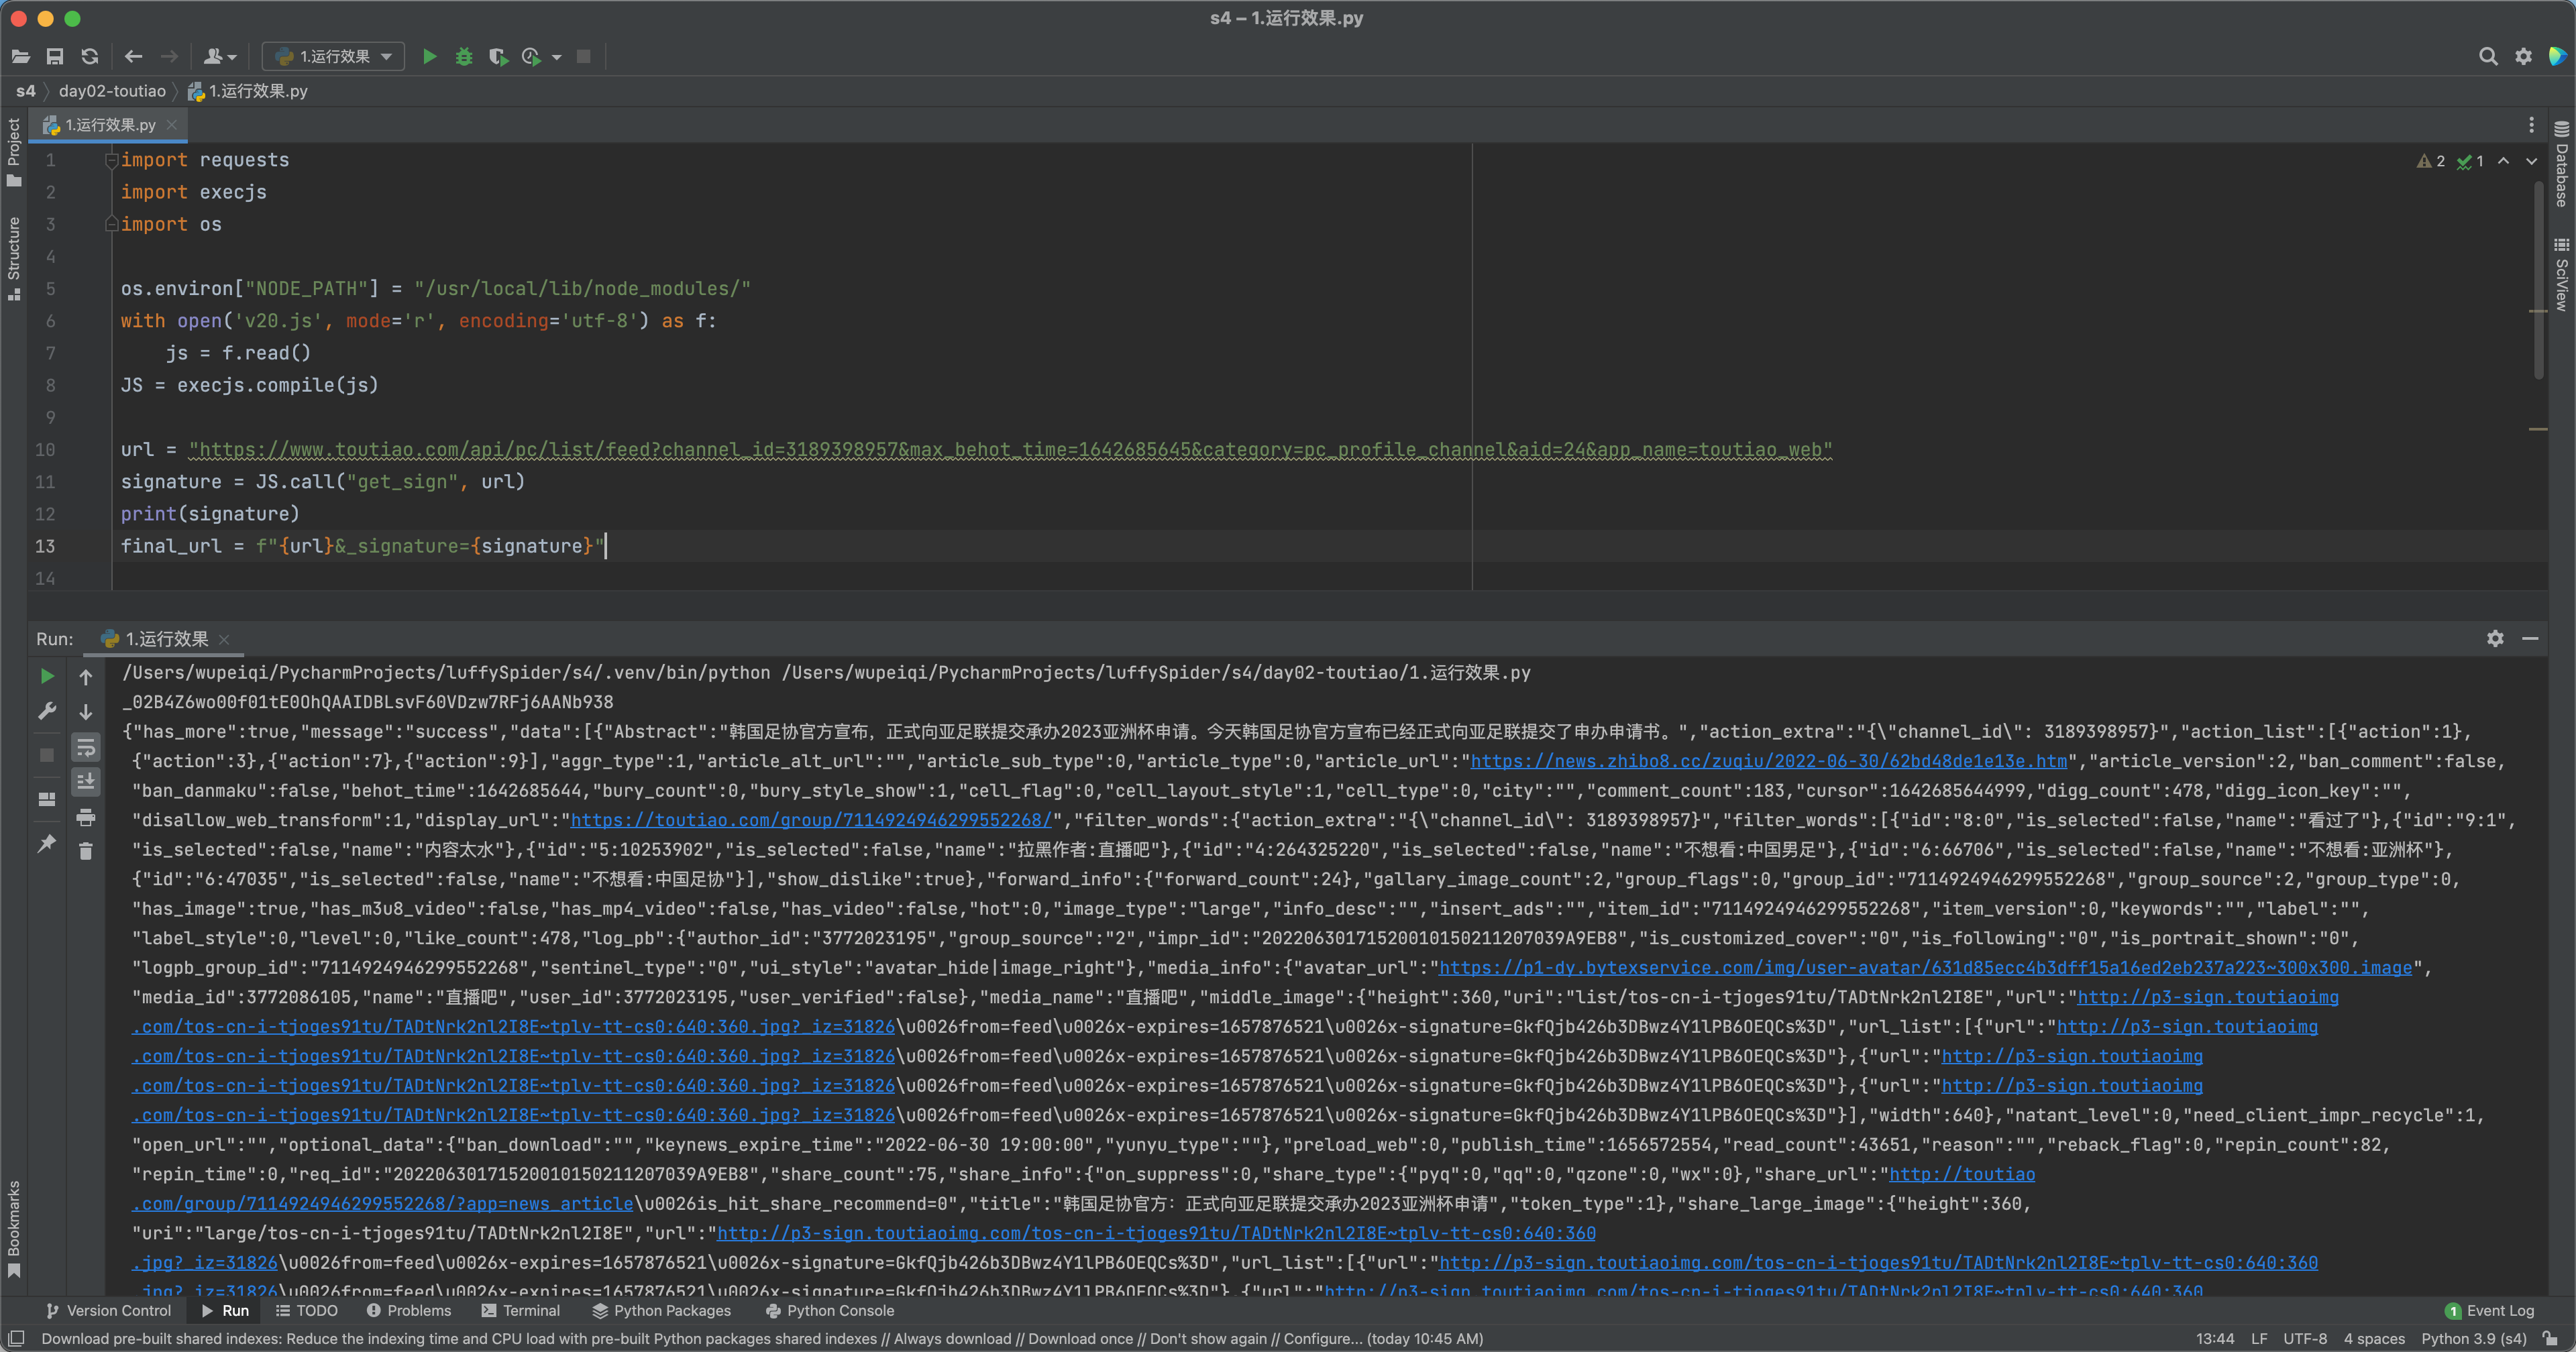 s4 – 1.运行效果.py
1.运行效果
s4 day02-toutiao 1.运行效果.py
1.运行效果.py
Project
Structure
Bookmarks
Database
SciView
2 1
1 import requests
2 import execjs
3 import os
4
5 os.environ["NODE_PATH"] = "/usr/local/lib/node_modules/"
6 with open('v20.js', mode='r', encoding='utf-8') as f:
7 js = f.read()
8 JS = execjs.compile(js)
9
10 url = "https://www.toutiao.com/api/pc/list/feed?channel_id=3189398957&max_behot_time=1642685645&category=pc_profile_channel&aid=24&app_name=toutiao_web"
11 signature = JS.call("get_sign", url)
12 print(signature)
13 final_url = f"{url}&_signature={signature}"
14
Run: 1.运行效果
/Users/wupeiqi/PycharmProjects/luffySpider/s4/.venv/bin/python /Users/wupeiqi/PycharmProjects/luffySpider/s4/day02-toutiao/1.运行效果.py
_02B4Z6wo00f01tE0OhQAAIDBLsvF60VDzw7RFj6AANb938
{"has_more":true,"message":"success","data":[{"Abstract":"韩国足协官方宣布，正式向亚足联提交承办2023亚洲杯申请。今天韩国足协官方宣布已经正式向亚足联提交了申办申请书。","action_extra":"{\"channel_id\": 3189398957}","action_list":[{"action":1},
{"action":3},{"action":7},{"action":9}],"aggr_type":1,"article_alt_url":"","article_sub_type":0,"article_type":0,"article_url":"https://news.zhibo8.cc/zuqiu/2022-06-30/62bd48de1e13e.htm","article_version":2,"ban_comment":false,
"ban_danmaku":false,"behot_time":1642685644,"bury_count":0,"bury_style_show":1,"cell_flag":0,"cell_layout_style":1,"cell_type":0,"city":"","comment_count":183,"cursor":1642685644999,"digg_count":478,"digg_icon_key":"",
"disallow_web_transform":1,"display_url":"https://toutiao.com/group/7114924946299552268/","filter_words":{"action_extra":"{\"channel_id\": 3189398957}","filter_words":[{"id":"8:0","is_selected":false,"name":"看过了"},{"id":"9:1",
"is_selected":false,"name":"内容太水"},{"id":"5:10253902","is_selected":false,"name":"拉黑作者:直播吧"},{"id":"4:264325220","is_selected":false,"name":"不想看:中国男足"},{"id":"6:66706","is_selected":false,"name":"不想看:亚洲杯"},
{"id":"6:47035","is_selected":false,"name":"不想看:中国足协"}],"show_dislike":true},"forward_info":{"forward_count":24},"gallary_image_count":2,"group_flags":0,"group_id":"7114924946299552268","group_source":2,"group_type":0,
"has_image":true,"has_m3u8_video":false,"has_mp4_video":false,"has_video":false,"hot":0,"image_type":"large","info_desc":"","insert_ads":"","item_id":"7114924946299552268","item_version":0,"keywords":"","label":"",
"label_style":0,"level":0,"like_count":478,"log_pb":{"author_id":"3772023195","group_source":"2","impr_id":"202206301715200101502112070 39A9EB8","is_customized_cover":"0","is_following":"0","is_portrait_shown":"0",
"logpb_group_id":"7114924946299552268","sentinel_type":"0","ui_style":"avatar_hide|image_right"},"media_info":{"avatar_url":"https://p1-dy.bytexservice.com/img/user-avatar/631d85ecc4b3dff15a16ed2eb237a223~300x300.image",
"media_id":3772086105,"name":"直播吧","user_id":3772023195,"user_verified":false},"media_name":"直播吧","middle_image":{"height":360,"uri":"list/tos-cn-i-tjoges91tu/TADtNrk2nl2I8E","url":"http://p3-sign.toutiaoimg
.com/tos-cn-i-tjoges91tu/TADtNrk2nl2I8E~tplv-tt-cs0:640:360.jpg?_iz=31826\u0026from=feed\u0026x-expires=1657876521\u0026x-signature=GkfQjb426b3DBwz4Y1lPB6OEQCs%3D","url_list":[{"url":"http://p3-sign.toutiaoimg
.com/tos-cn-i-tjoges91tu/TADtNrk2nl2I8E~tplv-tt-cs0:640:360.jpg?_iz=31826\u0026from=feed\u0026x-expires=1657876521\u0026x-signature=GkfQjb426b3DBwz4Y1lPB6OEQCs%3D"},{"url":"http://p3-sign.toutiaoimg
.com/tos-cn-i-tjoges91tu/TADtNrk2nl2I8E~tplv-tt-cs0:640:360.jpg?_iz=31826\u0026from=feed\u0026x-expires=1657876521\u0026x-signature=GkfQjb426b3DBwz4Y1lPB6OEQCs%3D"},{"url":"http://p3-sign.toutiaoimg
.com/tos-cn-i-tjoges91tu/TADtNrk2nl2I8E~tplv-tt-cs0:640:360.jpg?_iz=31826\u0026from=feed\u0026x-expires=1657876521\u0026x-signature=GkfQjb426b3DBwz4Y1lPB6OEQCs%3D"}],"width":640},"natant_level":0,"need_client_impr_recycle":1,
"open_url":"","optional_data":{"ban_download":"","keynews_expire_time":"2022-06-30 19:00:00","yunyu_type":""},"preload_web":0,"publish_time":1656572554,"read_count":43651,"reason":"","reback_flag":0,"repin_count":82,
"repin_time":0,"req_id":"20220630171520010150211207039A9EB8","share_count":75,"share_info":{"on_suppress":0,"share_type":{"pyq":0,"qq":0,"qzone":0,"wx":0},"share_url":"http://toutiao
.com/group/7114924946299552268/?app=news_article\u0026is_hit_share_recommend=0","title":"韩国足协官方：正式向亚足联提交承办2023亚洲杯申请","token_type":1},"share_large_image":{"height":360,
"uri":"large/tos-cn-i-tjoges91tu/TADtNrk2nl2I8E","url":"http://p3-sign.toutiaoimg.com/tos-cn-i-tjoges91tu/TADtNrk2nl2I8E~tplv-tt-cs0:640:360
.jpg?_iz=31826\u0026from=feed\u0026x-expires=1657876521\u0026x-signature=GkfQjb426b3DBwz4Y1lPB6OEQCs%3D","url_list":[{"url":"http://p3-sign.toutiaoimg.com/tos-cn-i-tjoges91tu/TADtNrk2nl2I8E~tplv-tt-cs0:640:360
.jpg?_iz=31826\u0026from=feed\u0026x-expires=1657876521\u0026x-signature=GkfQjb426b3DBwz4Y1lPB6OEQCs%3D"},{"url":"http://p3-sign.toutiaoimg.com/tos-cn-i-tjoges91tu/TADtNrk2nl2I8E~tplv-tt-cs0:640:360
Version Control Run TODO Problems Terminal Python Packages Python Console 1 Event Log
Download pre-built shared indexes: Reduce the indexing time and CPU load with pre-built Python packages shared indexes // Always download // Download once // Don't show again // Configure... (today 10:45 AM) 13:44 LF UTF-8 4 spaces Python 3.9 (s4)